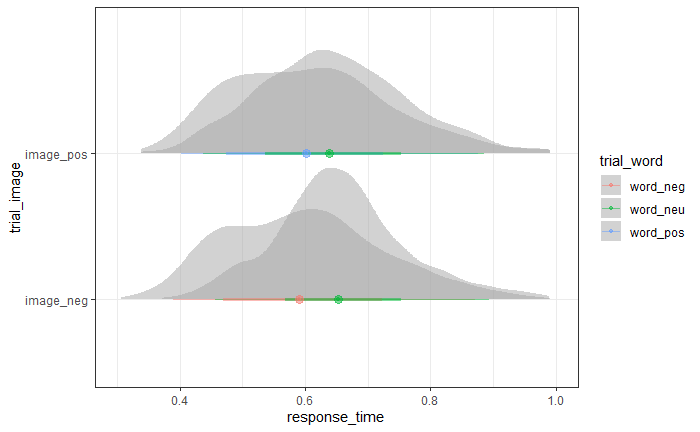 image_pos
image_neg
trial_image
0.4
0.6
0.8
1.0
response_time
trial_word
word_neg
word_neu
word_pos